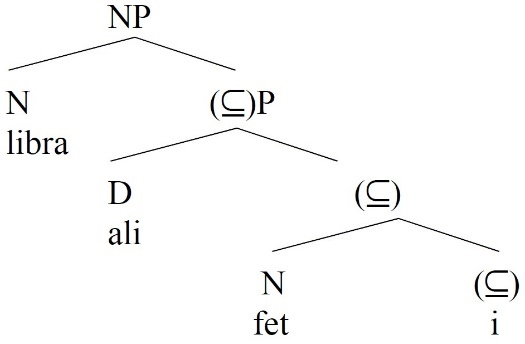 NP
N (⊆)P
libra
D (⊆)
ali
N (⊆)
fet i